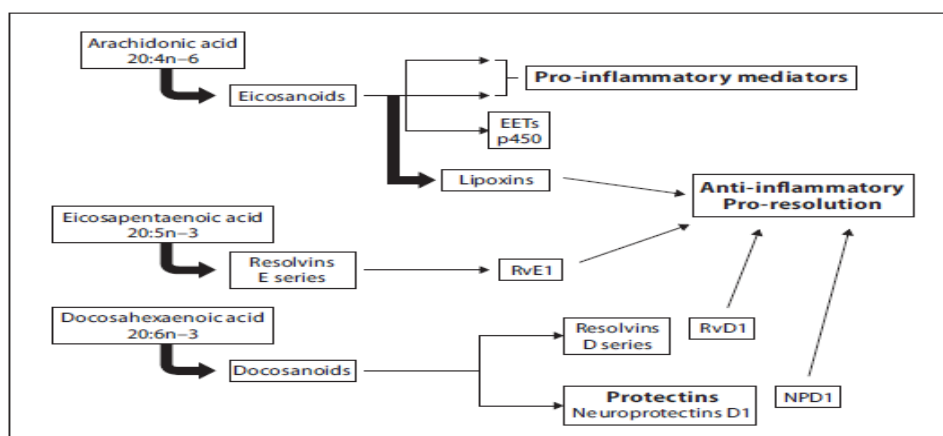 Arachidonic acid
20:4n–6
Eicosanoids
Pro-inflammatory mediators
EETs
p450
Lipoxins
Anti-inflammatory
Pro-resolution
Eicosapentaenoic acid
20:5n–3
Resolvins
E series
RvE1
Docosahexaenoic acid
20:6n–3
Docosanoids
Resolvins
D series
RvD1
Protectins
Neuroprotectins D1
NPD1